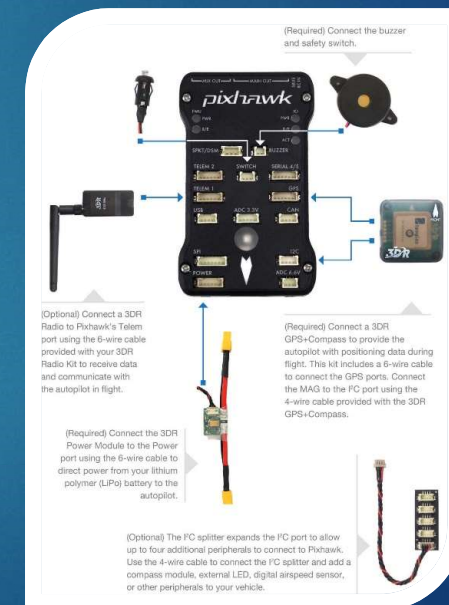 (Required) Connect the buzzer
and safety switch.
AUX OUT
MAIN OUT
pixhawk
PWR
B/E
PWR
B/E
ACT
SPKT/DSM
BUZZER
TELEM 2
SWITCH
SERIAL 4/5
TELEM 1
GPS
USB
ADC 3.3V
CAN
SPI
I2C
POWER
ADC 6.6V
3DR
(Optional) Connect a 3DR
Radio to Pixhawk's Telem
port using the 6-wire cable
provided with your 3DR
Radio Kit to receive data
and communicate with
the autopilot in flight.
(Required) Connect a 3DR
GPS+Compass to provide the
autopilot with positioning data during
flight. This kit includes a 6-wire cable
to connect the GPS ports. Connect
the MAG to the I²C port using the
4-wire cable provided with the 3DR
GPS+Compass.
(Required) Connect the 3DR
Power Module to the Power
port using the 6-wire cable to
direct power from your lithium
polymer (LiPo) battery to the
autopilot.
(Optional) The I²C splitter expands the I²C port to allow
up to four additional peripherals to connect to Pixhawk.
Use the 4-wire cable to connect the I²C splitter and add a
compass module, external LED, digital airspeed sensor,
or other peripherals to your vehicle.